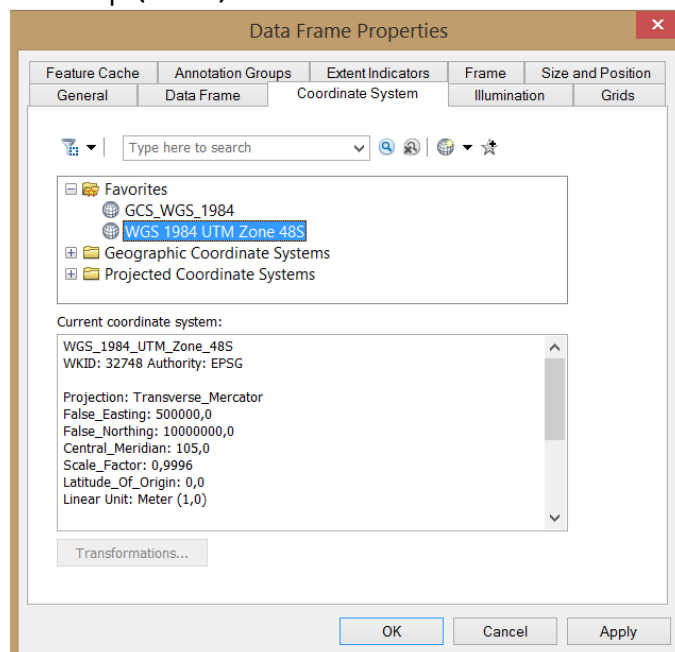 Data Frame Properties
×
Feature Cache Annotation Groups Extent Indicators Frame Size and Position
General Data Frame Coordinate System Illumination Grids
Type here to search
Favorites
GCS_WGS_1984
WGS 1984 UTM Zone 48S
Geographic Coordinate Systems
Projected Coordinate Systems
Current coordinate system:
WGS_1984_UTM_Zone_48S
WKID: 32748 Authority: EPSG
Projection: Transverse_Mercator
False_Easting: 500000,0
False_Northing: 10000000,0
Central_Meridian: 105,0
Scale_Factor: 0,9996
Latitude_Of_Origin: 0,0
Linear Unit: Meter (1,0)
Transformations...
OK Cancel Apply